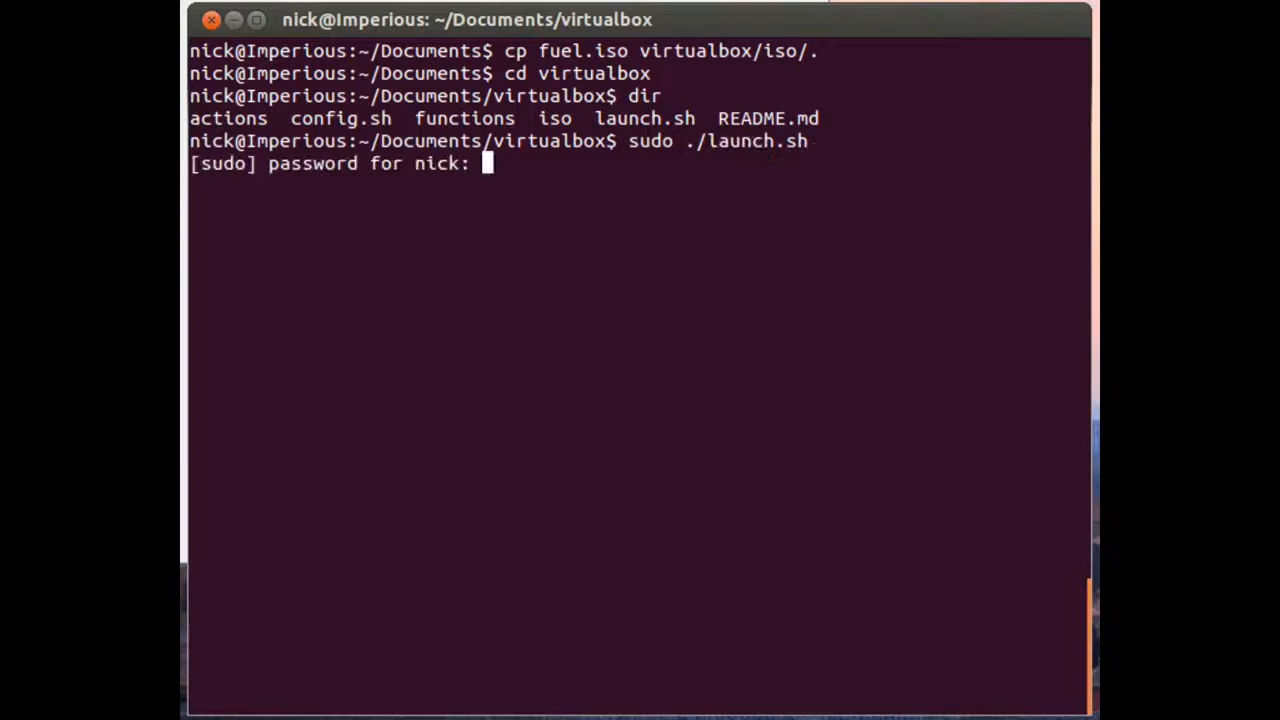 nick@Imperious: ~/Documents/virtualbox
nick@Imperious:~/Documents$ cp fuel.iso virtualbox/iso/.
nick@Imperious:~/Documents$ cd virtualbox
nick@Imperious:~/Documents/virtualbox$ dir
actions  config.sh  functions  iso  launch.sh  README.md
nick@Imperious:~/Documents/virtualbox$ sudo ./launch.sh
[sudo] password for nick: